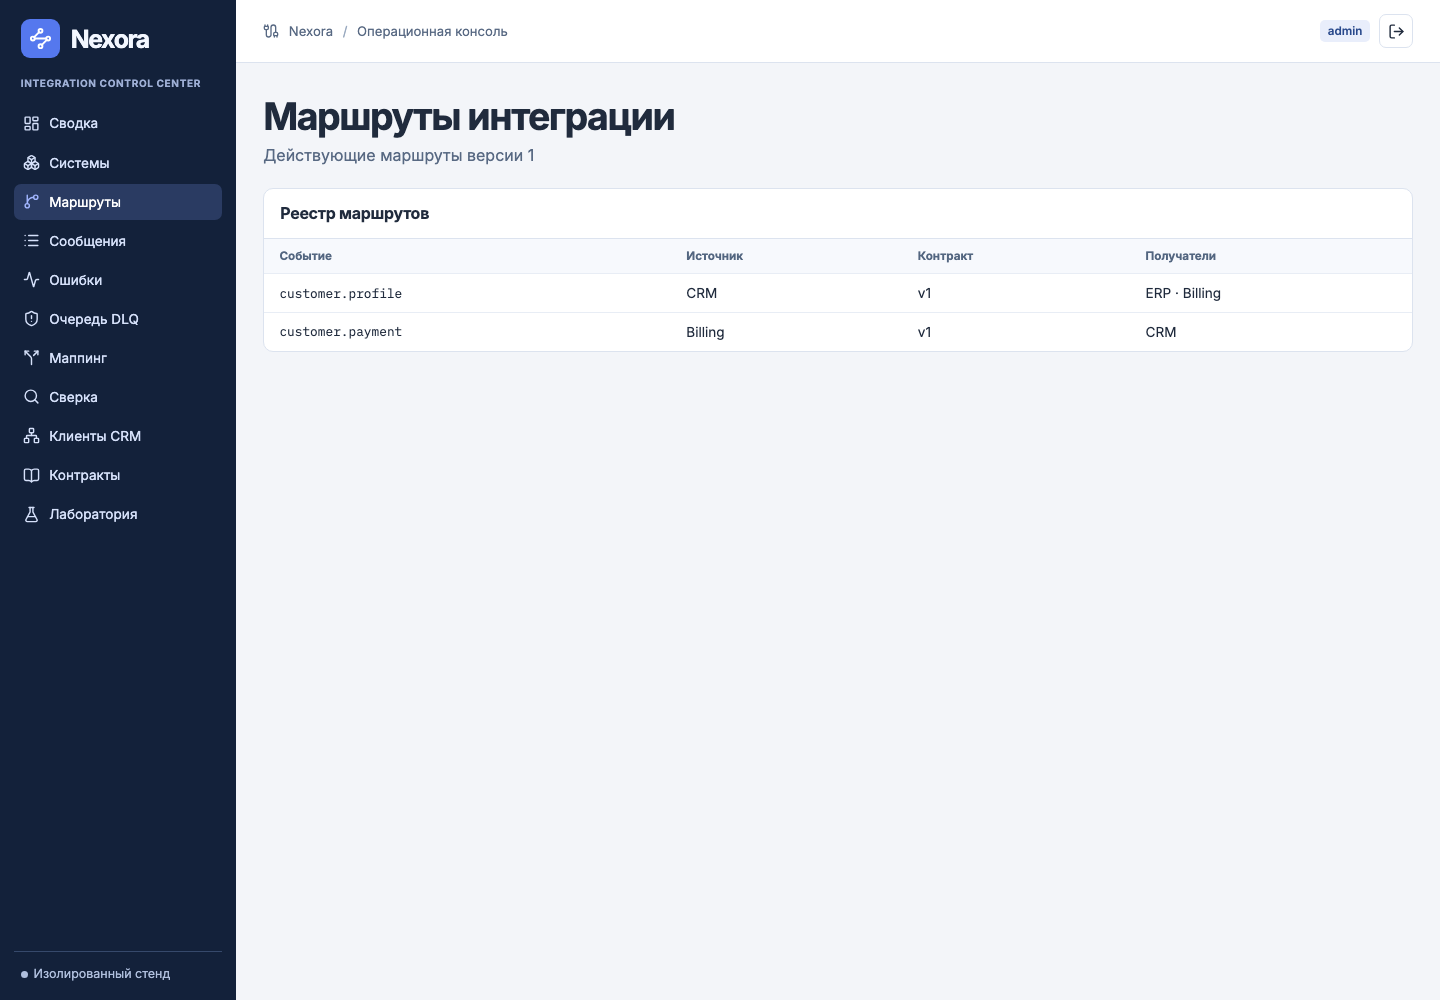 Nexora
INTEGRATION CONTROL CENTER
Сводка
Системы
Маршруты
Сообщения
Ошибки
Очередь DLQ
Маппинг
Сверка
Клиенты CRM
Контракты
Лаборатория
Изолированный стенд
Nexora / Операционная консоль
admin
Маршруты интеграции
Действующие маршруты версии 1
Реестр маршрутов
Событие Источник Контракт Получатели
customer.profile CRM v1 ERP · Billing
customer.payment Billing v1 CRM